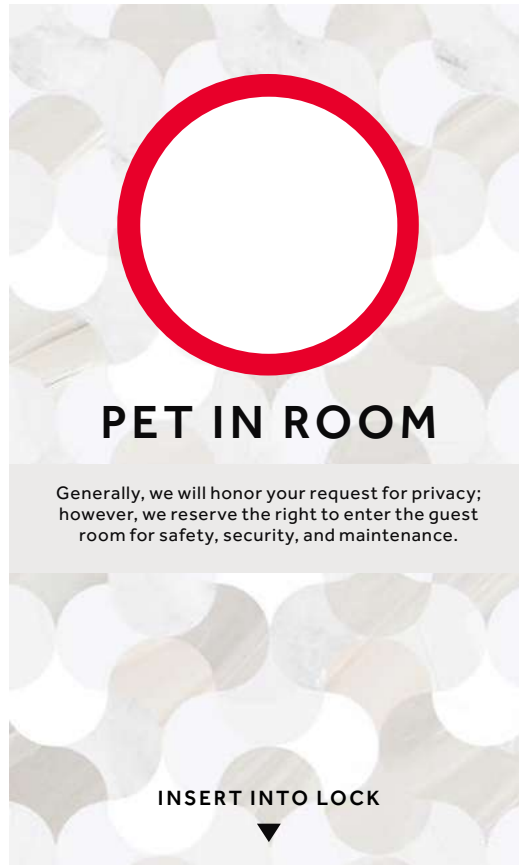 PET IN ROOM
Generally, we will honor your request for privacy;
however, we reserve the right to enter the guest
room for safety, security, and maintenance.
INSERT INTO LOCK